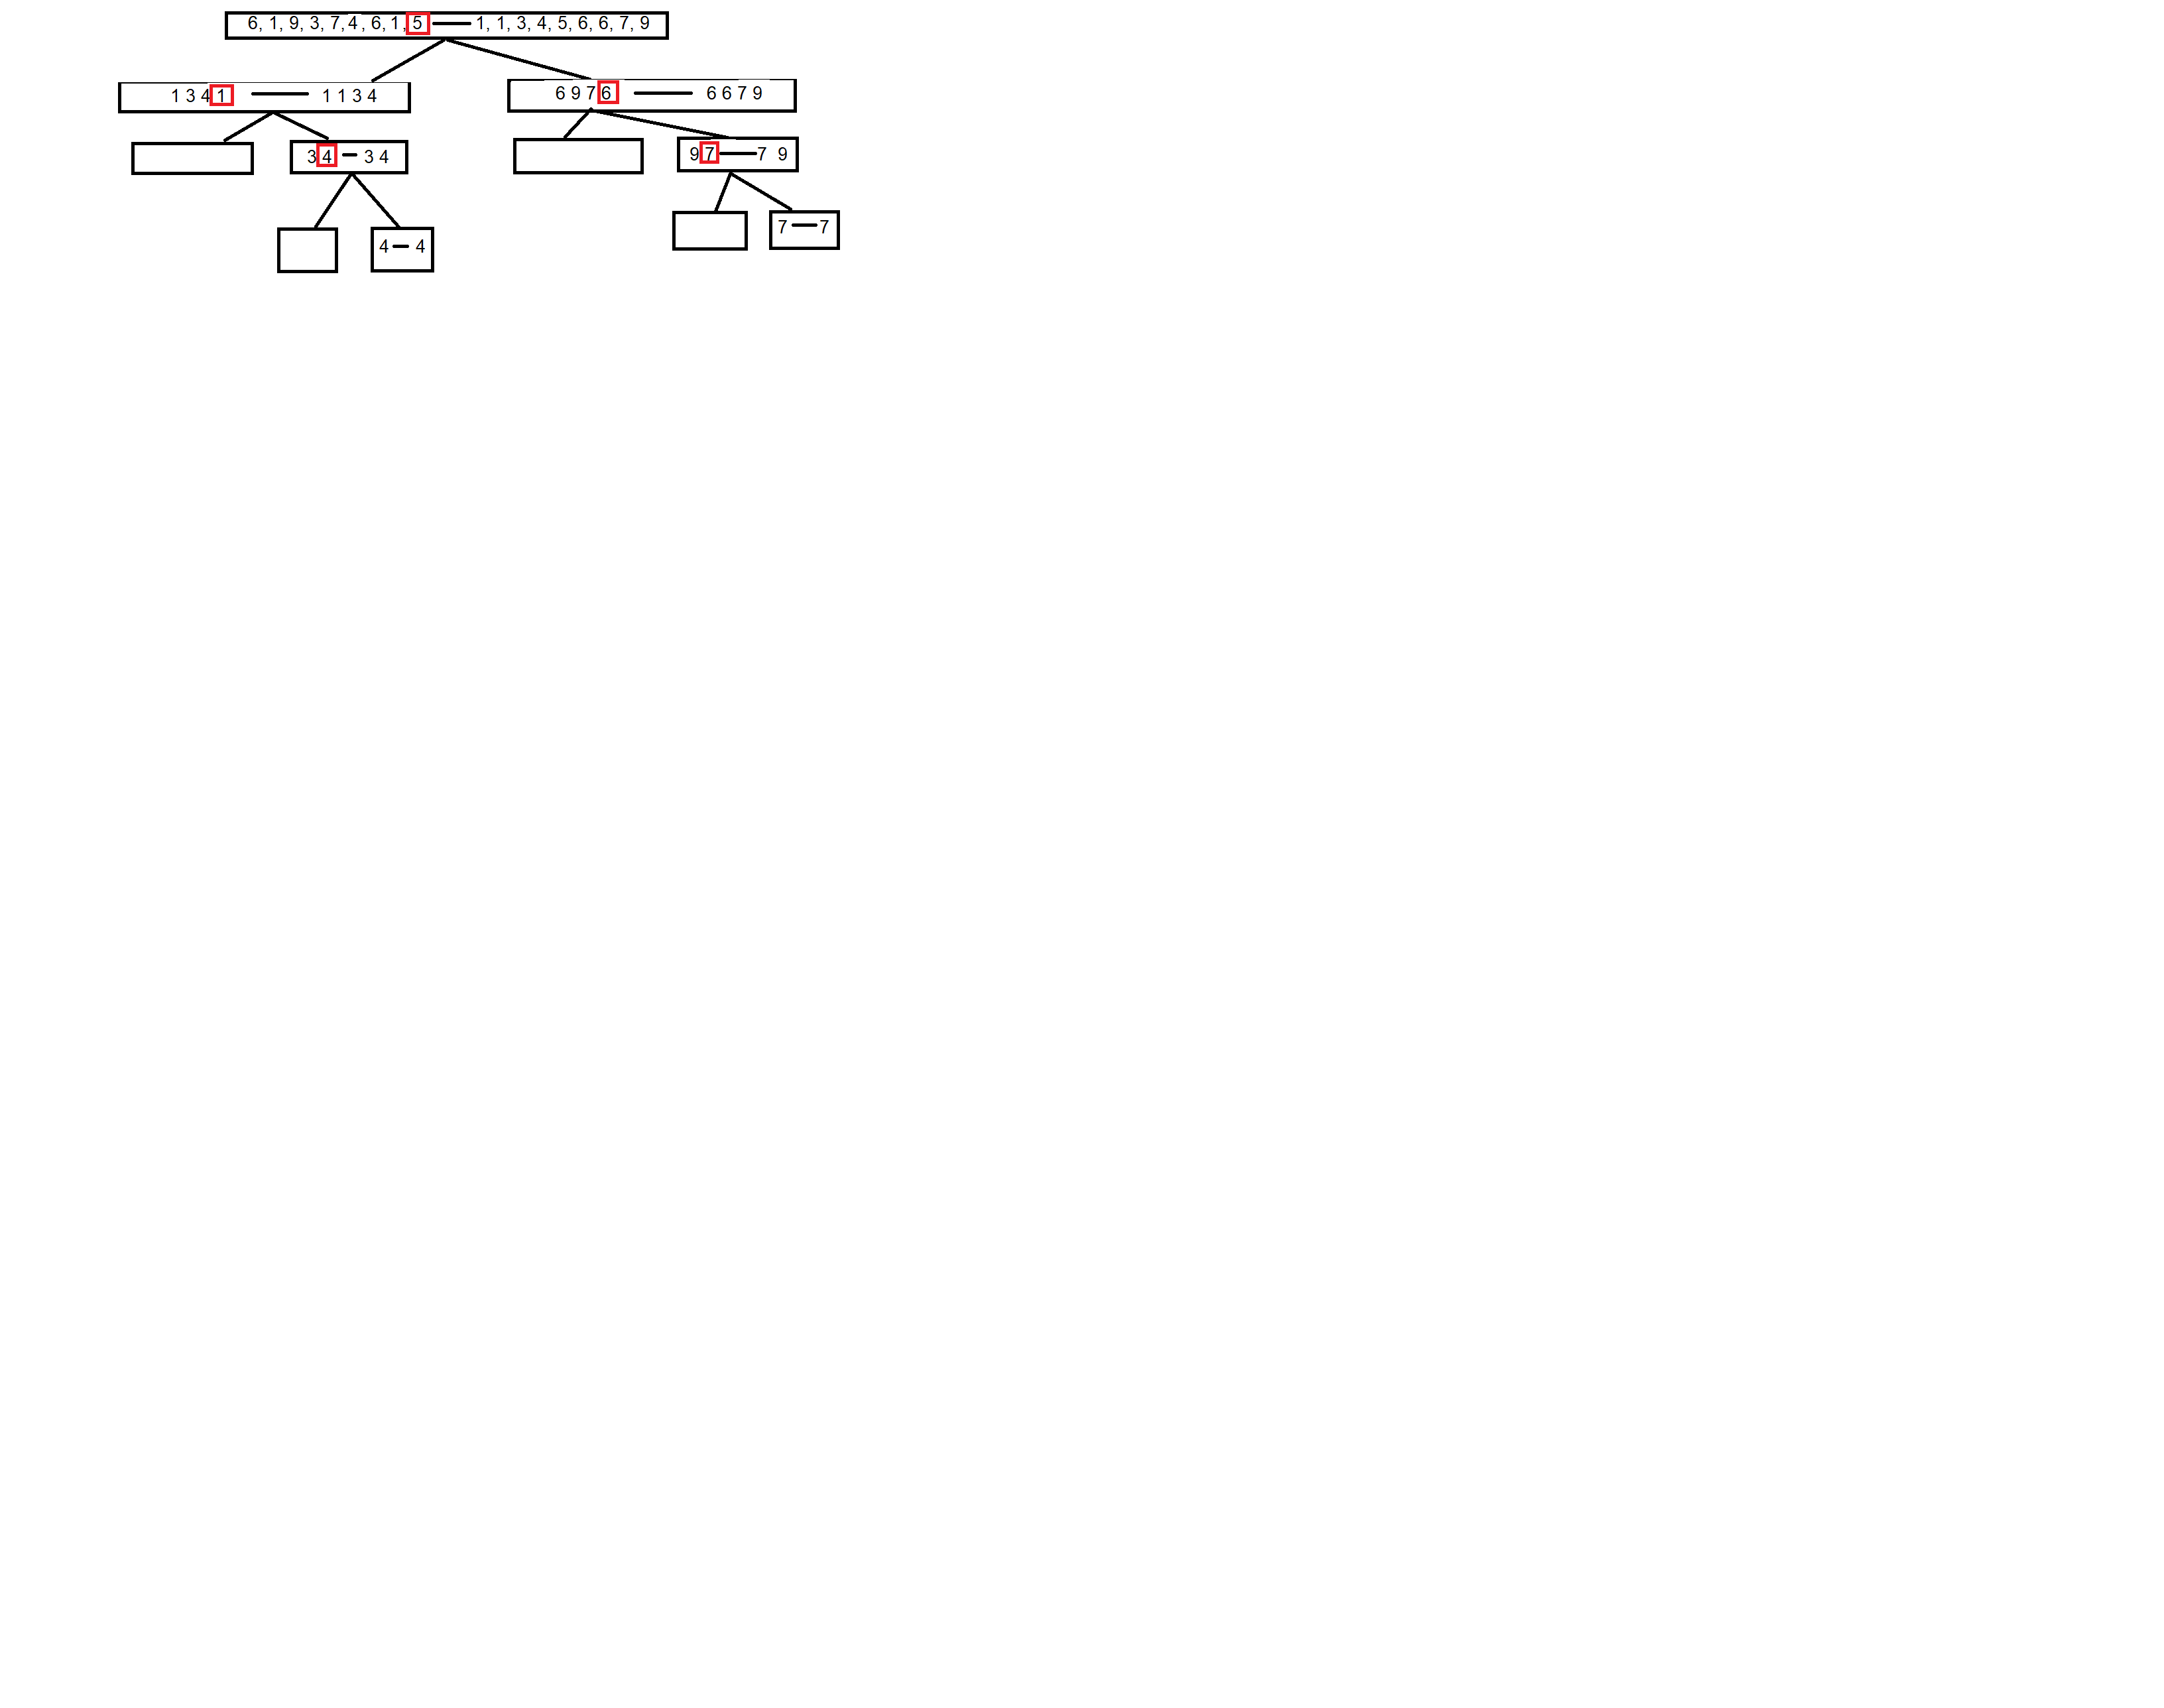 6, 1, 9, 3, 7, 4, 6, 1, 5 — 1, 1, 3, 4, 5, 6, 6, 7, 9
1 3 4 1 — 1 1 3 4
6 9 7 6 — 6 6 7 9
3 4 — 3 4
9 7 — 7 9
4 — 4
7 — 7